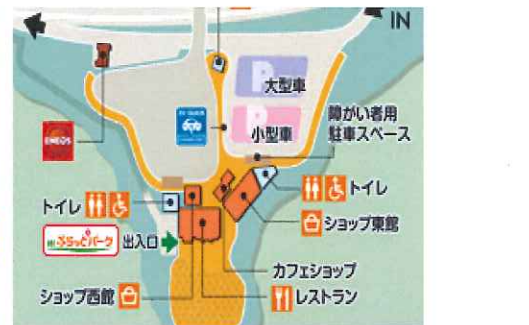 IN
P
大型車
P
小型車
障がい者用
駐車スペース
ENEOS
トイレ
トイレ
ショップ東館
ぷらっとパーク
出入口
カフェショップ
ショップ西館
レストラン